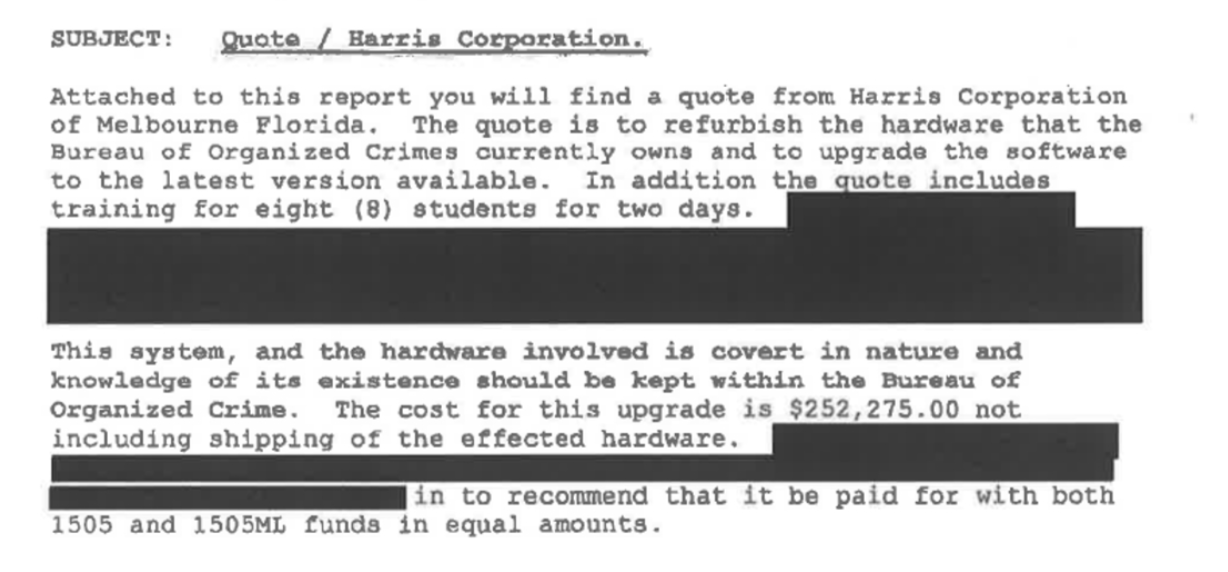 SUBJECT: Quote / Harris Corporation.
Attached to this report you will find a quote from Harris Corporation
of Melbourne Florida. The quote is to refurbish the hardware that the
Bureau of Organized Crimes currently owns and to upgrade the software
to the latest version available. In addition the quote includes
training for eight (8) students for two days.
This system, and the hardware involved is covert in nature and
knowledge of its existence should be kept within the Bureau of
Organized Crime. The cost for this upgrade is $252,275.00 not
including shipping of the effected hardware.
in to recommend that it be paid for with both
1505 and 1505ML funds in equal amounts.